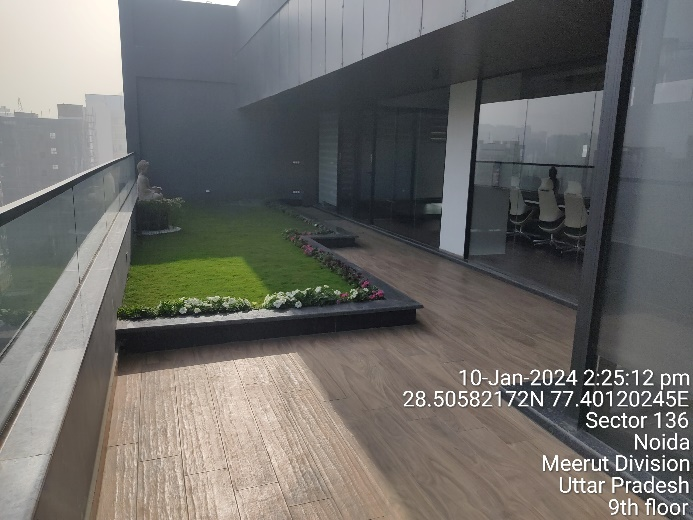 10-Jan-2024 2:25:12 pm
28.50582172N 77.40120245E
Sector 136
Noida
Meerut Division
Uttar Pradesh
9th floor